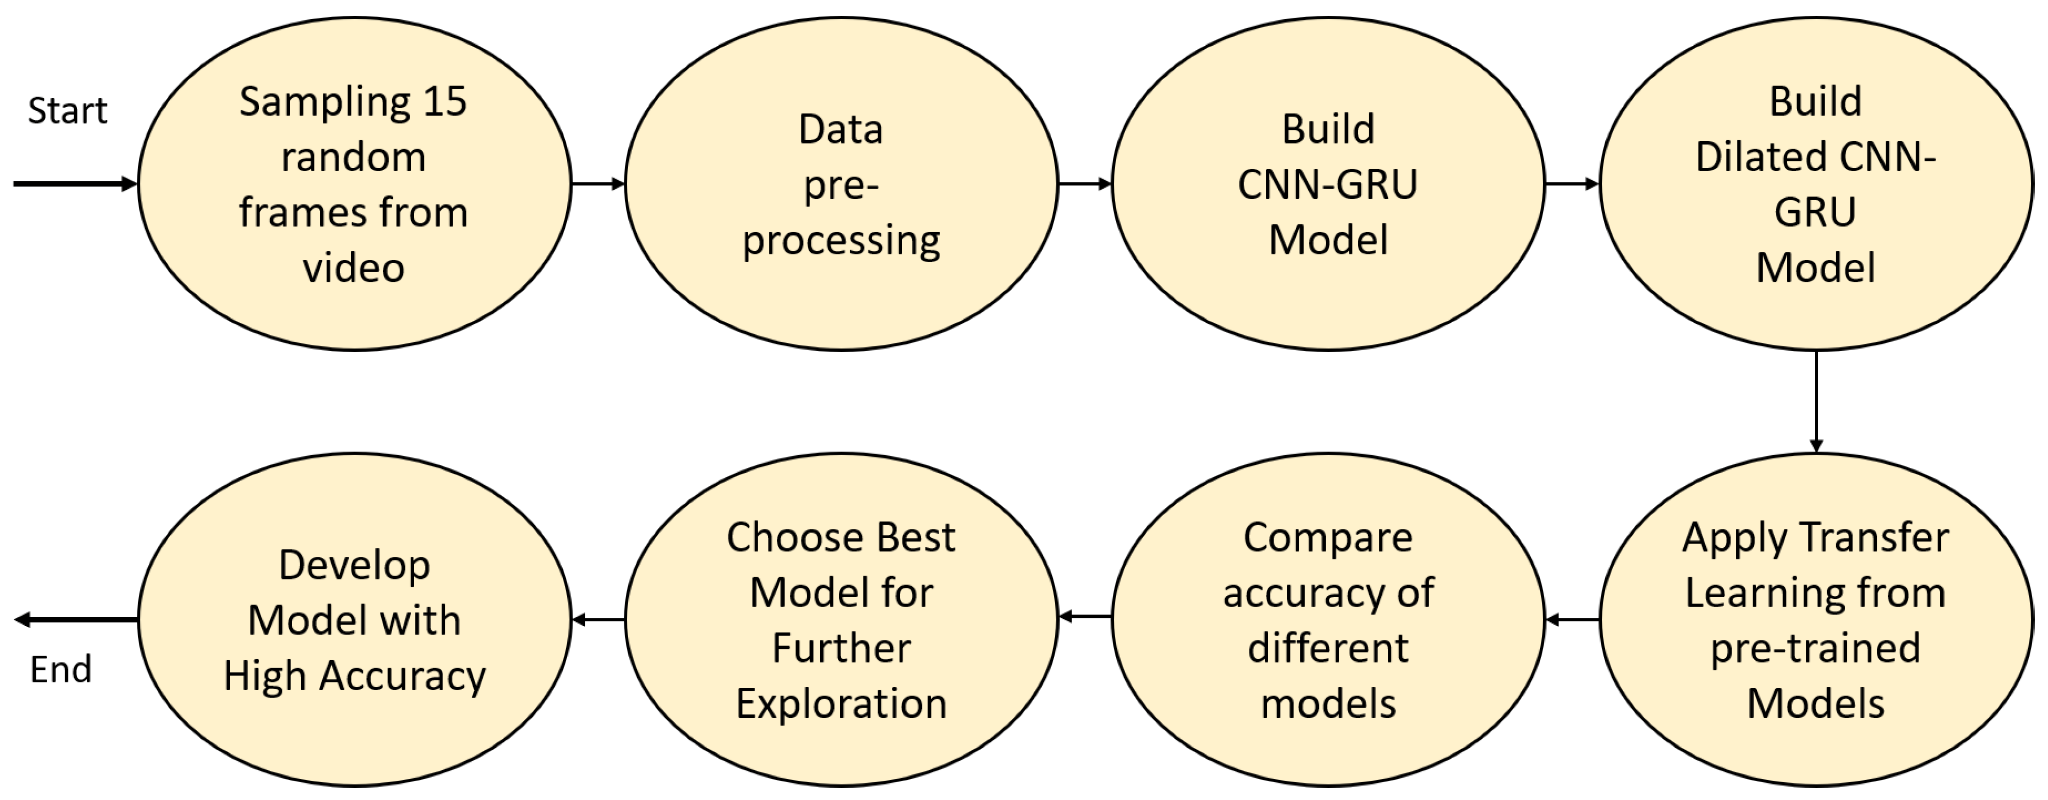 Start
Sampling 15
random
frames from
video
Data
pre-
processing
Build
CNN-GRU
Model
Build
Dilated CNN-
GRU
Model
Apply Transfer
Learning from
pre-trained
Models
Compare
accuracy of
different
models
Choose Best
Model for
Further
Exploration
Develop
Model with
High Accuracy
End